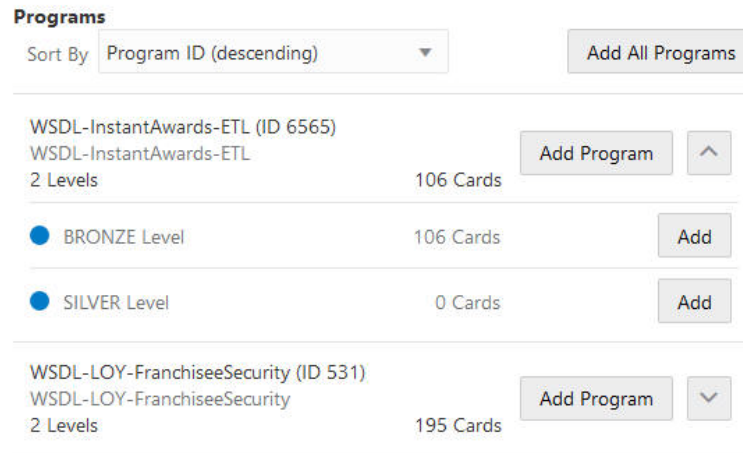 Programs
Sort By Program ID (descending) Add All Programs
WSDL-InstantAwards-ETL (ID 6565)
WSDL-InstantAwards-ETL Add Program
2 Levels 106 Cards
BRONZE Level 106 Cards Add
SILVER Level 0 Cards Add
WSDL-LOY-FranchiseeSecurity (ID 531)
WSDL-LOY-FranchiseeSecurity Add Program
2 Levels 195 Cards